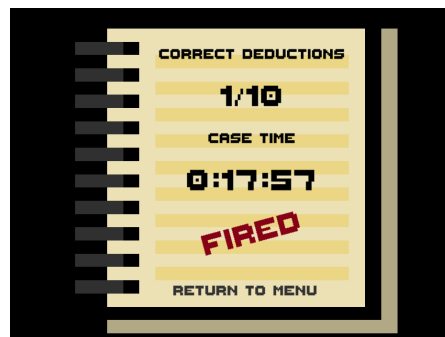 CORRECT DEDUCTIONS
1/10
CASE TIME
0:17:57
FIRED
RETURN TO MENU